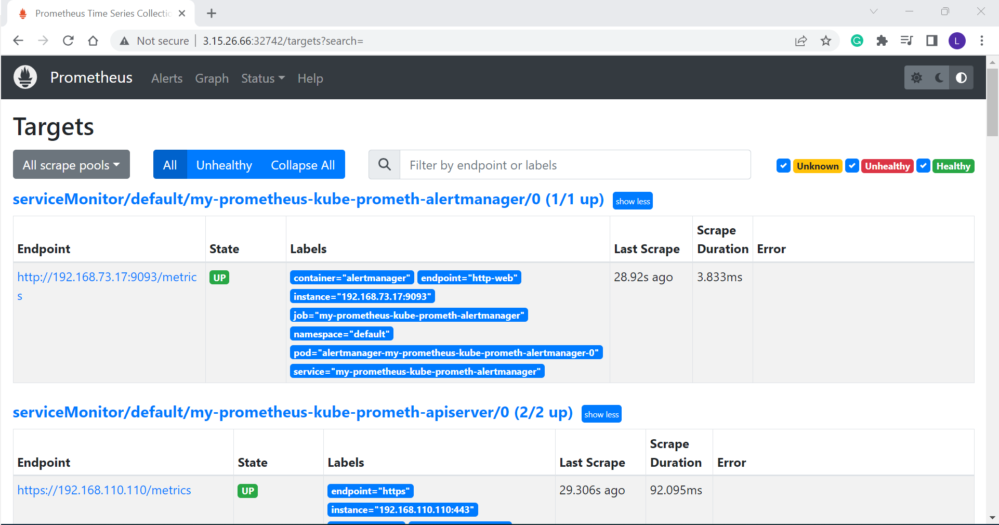 Prometheus Time Series Collectio
Not secure
3.15.26.66:32742/targets?search=
L
Prometheus Alerts Graph Status Help
Targets
All scrape pools
All Unhealthy Collapse All
Filter by endpoint or labels
Unknown Unhealthy Healthy
serviceMonitor/default/my-prometheus-kube-prometh-alertmanager/0 (1/1 up) show less
Endpoint State Labels Last Scrape Scrape Duration Error
http://192.168.73.17:9093/metrics
UP
container="alertmanager" endpoint="http-web"
instance="192.168.73.17:9093"
job="my-prometheus-kube-prometh-alertmanager"
namespace="default"
pod="alertmanager-my-prometheus-kube-prometh-alertmanager-0"
service="my-prometheus-kube-prometh-alertmanager"
28.92s ago
3.833ms
serviceMonitor/default/my-prometheus-kube-prometh-apiserver/0 (2/2 up) show less
Endpoint State Labels Last Scrape Scrape Duration Error
https://192.168.110.110/metrics
UP
endpoint="https"
instance="192.168.110.110:443"
29.306s ago
92.095ms